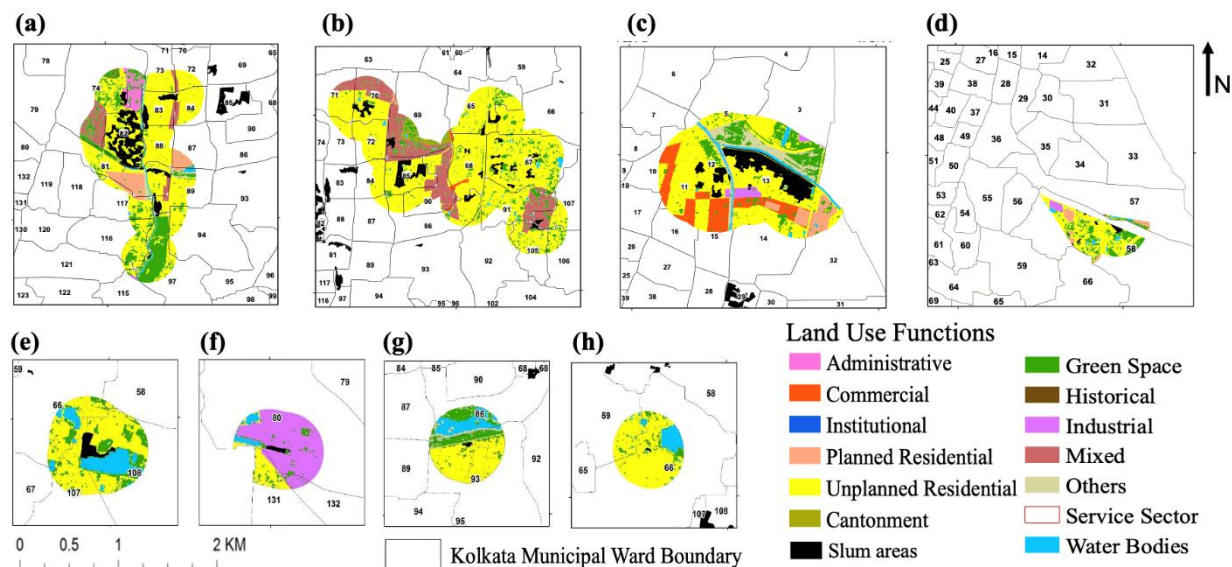 (a) (b) (c) (d)
78 71 70 65 73 72 69 68 74 84 85 79 83 82 90 80 88 86 81 87 132 119 118 89 131 117 93 130 120 116 94 121 122 97 96 123 115 95 98 99
63 61 60 59 64 71 70 65 69 73 72 74 67 68 85 83 84 90 107 88 87 91 82 86 105 81 89 93 92 106 117 94 116 97 95 96 102 104
4 6 3 5 7 8 12 9 10 11 13 18 17 16 15 14 32 26 27 39 38 28 29 30 31
16 15 14 25 27 32 26 38 28 39 29 30 31 44 40 37 48 49 36 35 33 51 50 34 53 55 56 57 62 54 58 61 60 59 63 66 64 69 65
N
(e) (f) (g) (h)
59 58 66 108 67 107
79 80 131 132
84 85 68 68 90 87 86 92 89 93 94 95
58 59 65 66 107 108
Land Use Functions
Administrative Green Space
Commercial Historical
Institutional Industrial
Planned Residential Mixed
Unplanned Residential Others
Cantonment Service Sector
Slum areas Water Bodies
0 0.5 1 2 KM
Kolkata Municipal Ward Boundary